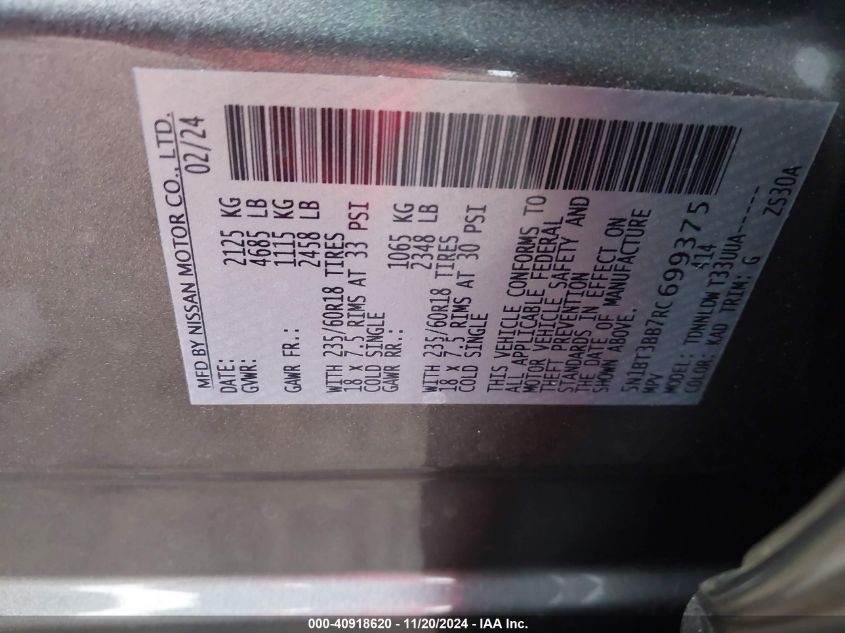 MFD BY NISSAN MOTOR CO., LTD.
DATE: 02/24
GVWR: 2125 KG
4685 LB
GAWR FR.: 1115 KG
2458 LB
WITH 235/60R18 TIRES
18 X 7.5 RIMS AT 33 PSI
COLD SINGLE
GAWR RR.: 1065 KG
2348 LB
WITH 235/60R18 TIRES
18 X 7.5 RIMS AT 30 PSI
COLD SINGLE
THIS VEHICLE CONFORMS TO
ALL APPLICABLE FEDERAL
MOTOR VEHICLE SAFETY AND
THEFT PREVENTION
STANDARDS IN EFFECT ON
THE DATE OF MANUFACTURE
SHOWN ABOVE.
5N1BT3BB7RC699375
MPV 414
MODEL: TDNNLDW T33UUA------
COLOR: KAD TRIM: G ZS30A
000-40918620 - 11/20/2024 - IAA Inc.